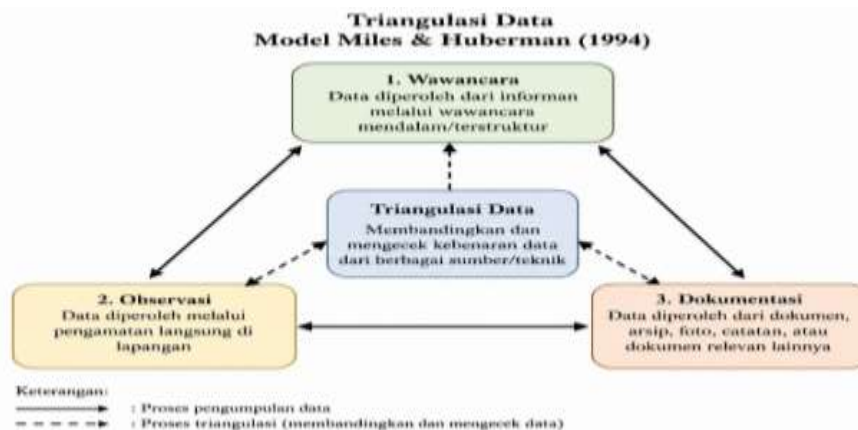 Triangulasi Data
Model Miles & Huberman (1994)
1. Wawancara
Data diperoleh dari informan
melalui wawancara
mendalam/terstruktur
Triangulasi Data
Membandingkan dan
mengecek kebenaran data
dari berbagai sumber/teknik
2. Observasi
Data diperoleh melalui
pengamatan langsung di
lapangan
3. Dokumentasi
Data diperoleh dari dokumen,
arsip, foto, catatan, atau
dokumen relevan lainnya
Keterangan:
: Proses pengumpulan data
: Proses triangulasi (membandingkan dan mengecek data)